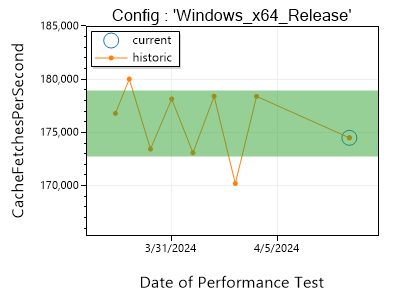 Config : 'Windows_x64_Release'
185,000
180,000
175,000
170,000
current
historic
CacheFetchesPerSecond
3/31/2024
4/5/2024
Date of Performance Test